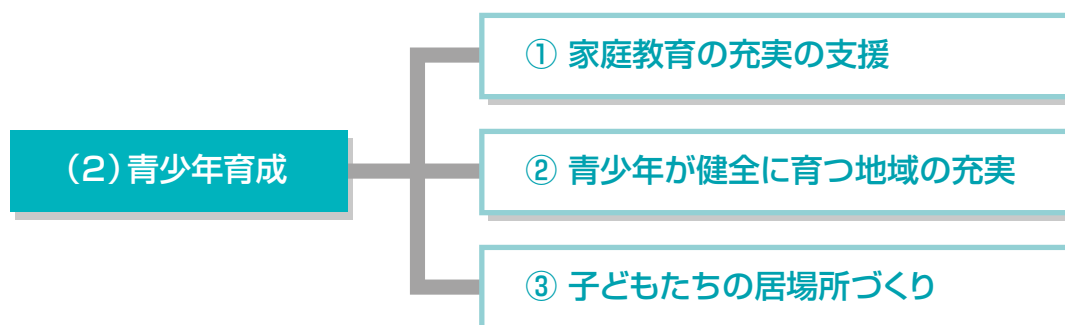 (2)青少年育成
① 家庭教育の充実の支援
② 青少年が健全に育つ地域の充実
③ 子どもたちの居場所づくり